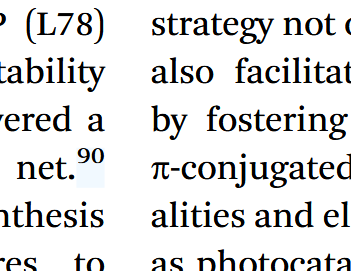 (L78)
tability
vered a
net.⁹⁰
nthesis
res to
strategy not
also facilitat
by fostering
π-conjugated
alities and el
as photocata